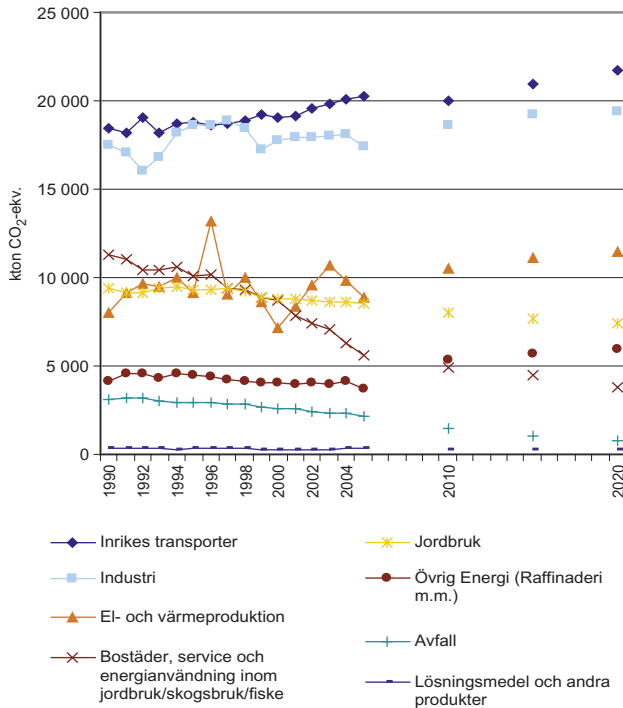 25 000
20 000
15 000
10 000
5 000
0
kton CO₂-ekv.
1990
1992
1994
1996
1998
2000
2002
2004
2010
2020
Inrikes transporter
Industri
El- och värmeproduktion
Bostäder, service och
energianvändning inom
jordbruk/skogsbruk/fiske
Jordbruk
Övrig Energi (Raffinaderi
m.m.)
Avfall
Lösningsmedel och andra
produkter